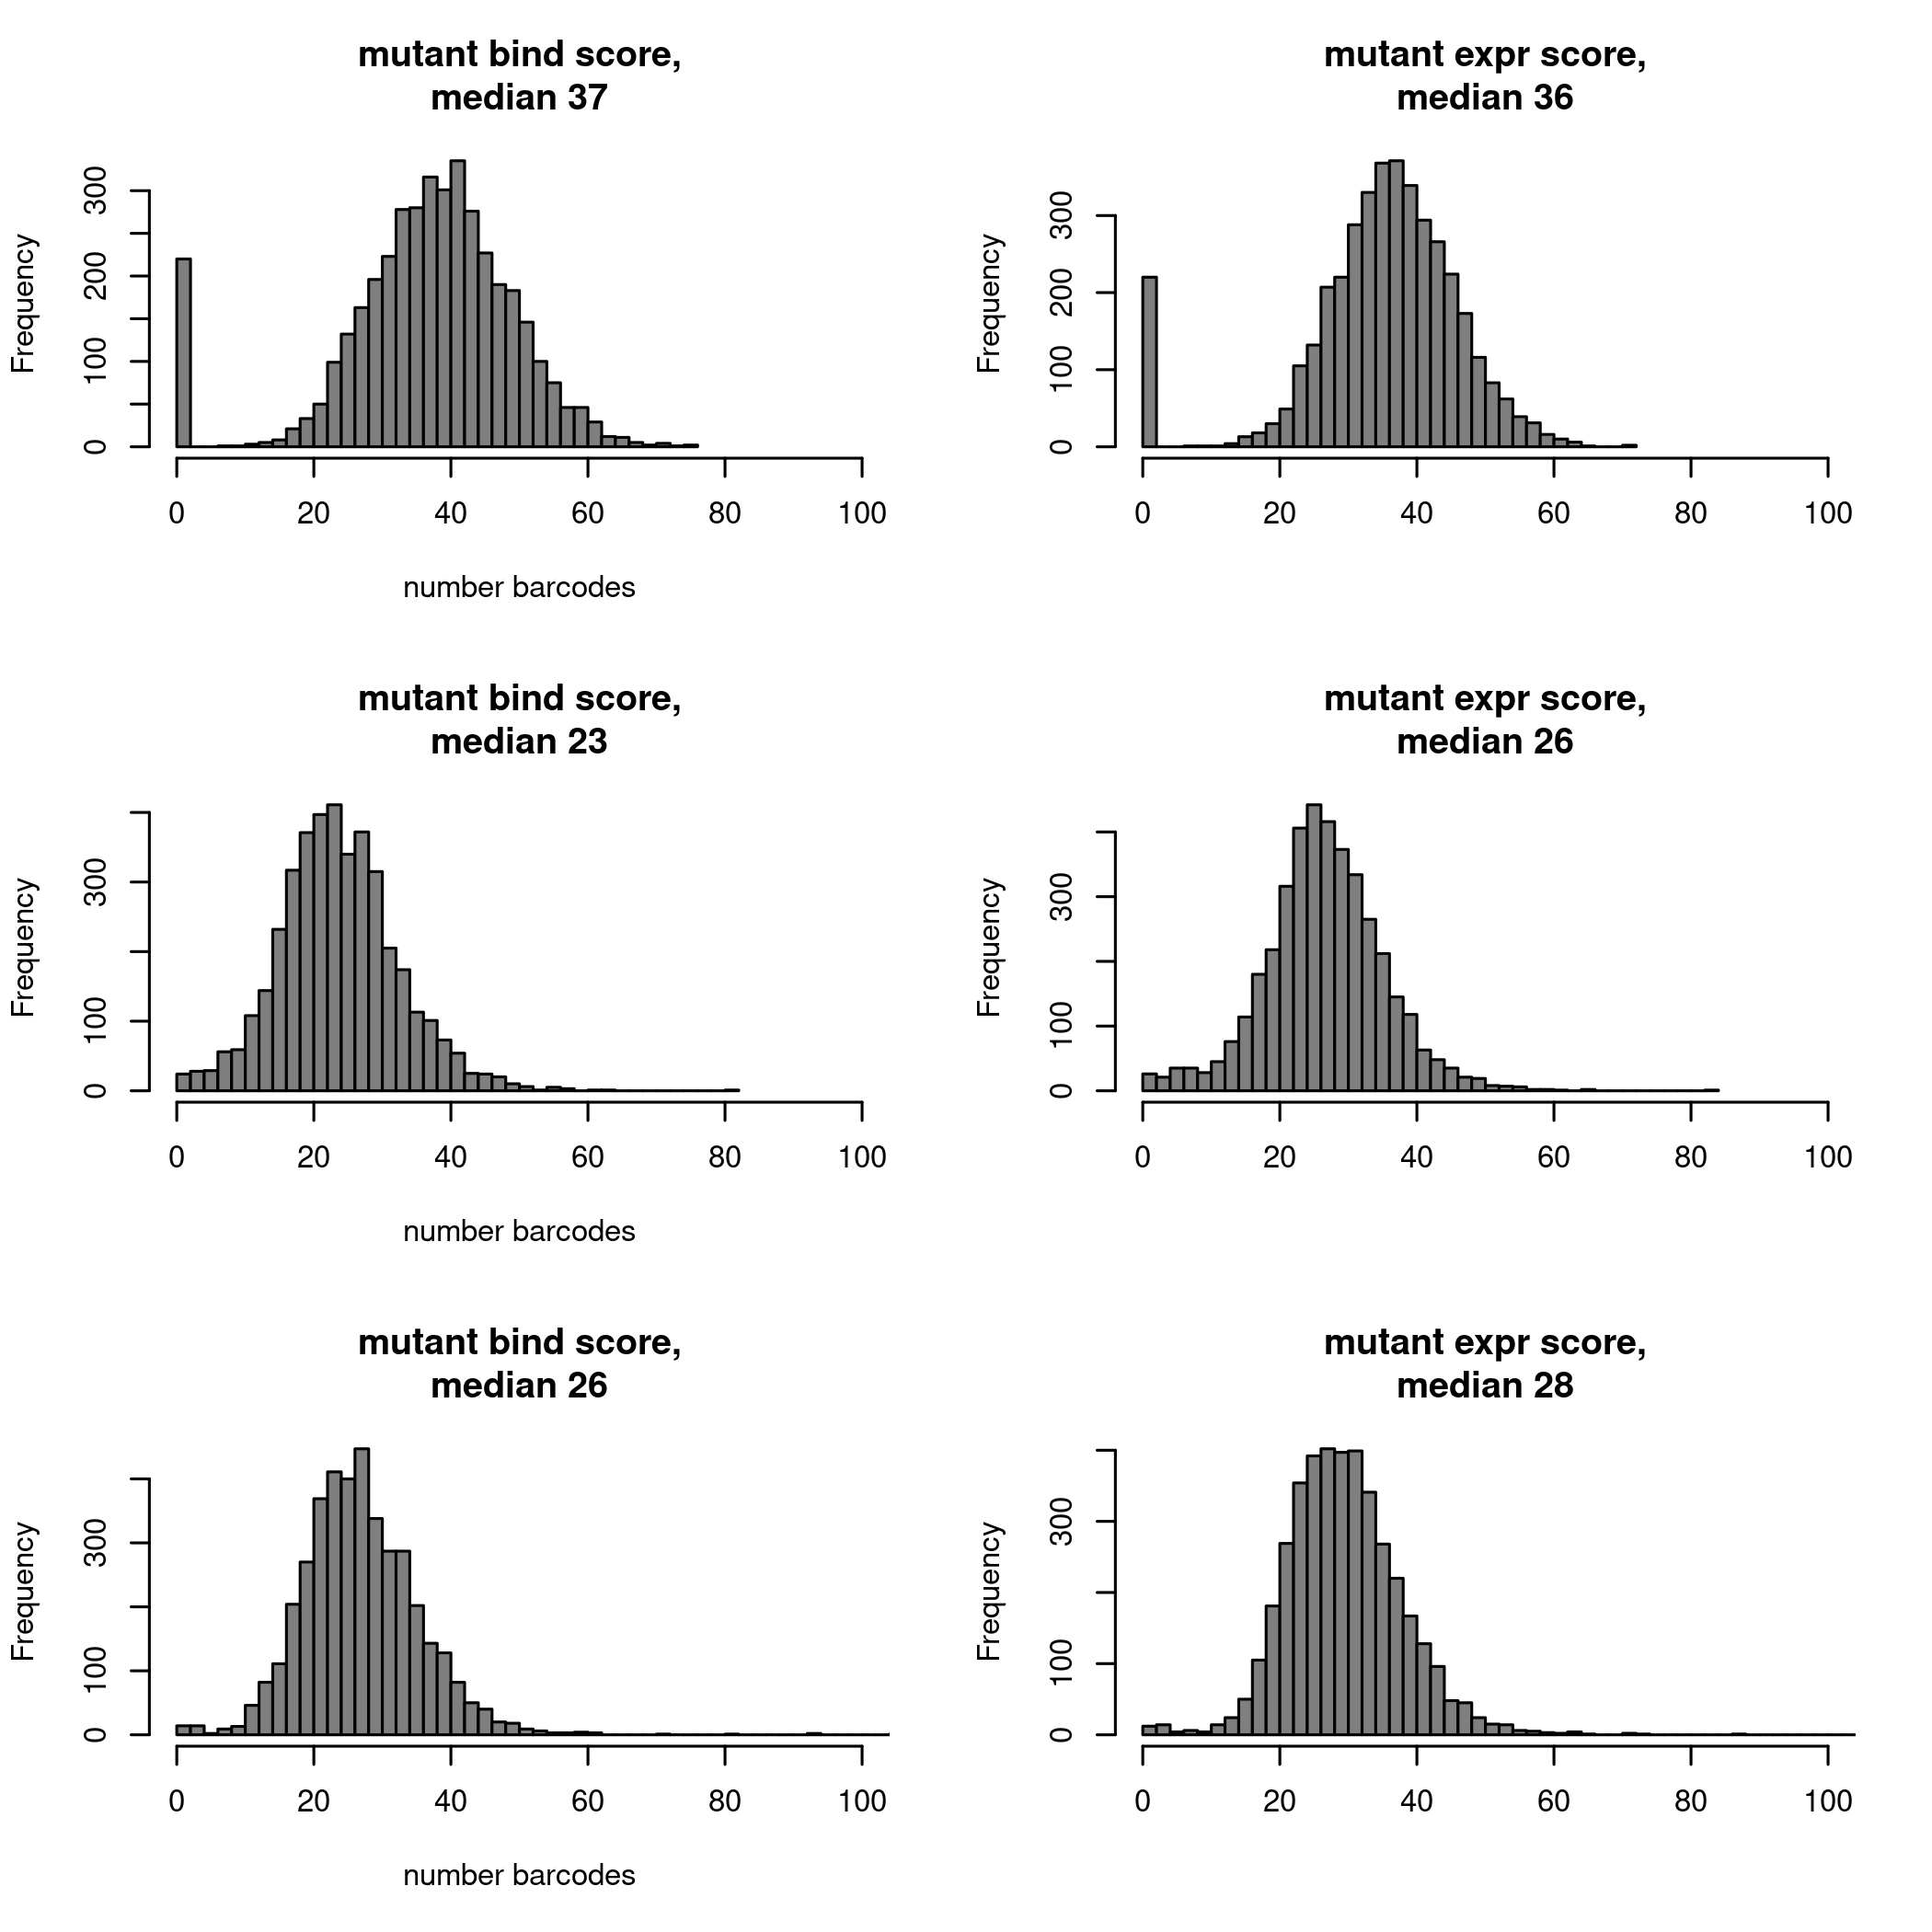 mutant bind score,
median 37
Frequency
0 100 200 300
0 20 40 60 80 100
number barcodes
mutant expr score,
median 36
Frequency
0 100 200 300
0 20 40 60 80 100
mutant bind score,
median 23
Frequency
0 100 300
0 20 40 60 80 100
number barcodes
mutant expr score,
median 26
Frequency
0 100 300
0 20 40 60 80 100
mutant bind score,
median 26
Frequency
0 100 300
0 20 40 60 80 100
number barcodes
mutant expr score,
median 28
Frequency
0 100 300
0 20 40 60 80 100